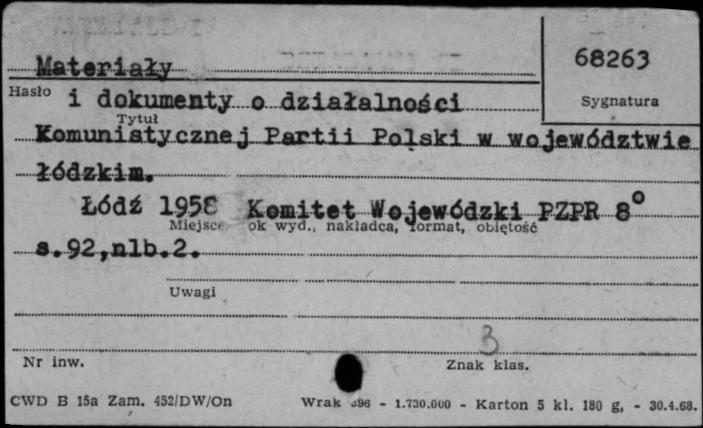 68263
Materiały
Hasło
i dokumenty o działalności
Sygnatura
Tytuł
Komunistycznej Partii Polski w województwie
łódzkim.
Łódź 1958 Komitet Wojewódzki PZPR 8°
Miejsce, ok wyd., nakładca, format, objętość
s.92,nlb.2.
Uwagi
3
Nr inw.
Znak klas.
CWD B 15a Zam. 452/DW/On
Wrak 396 - 1.730.000 - Karton 5 kl. 180 g, - 30.4.68.